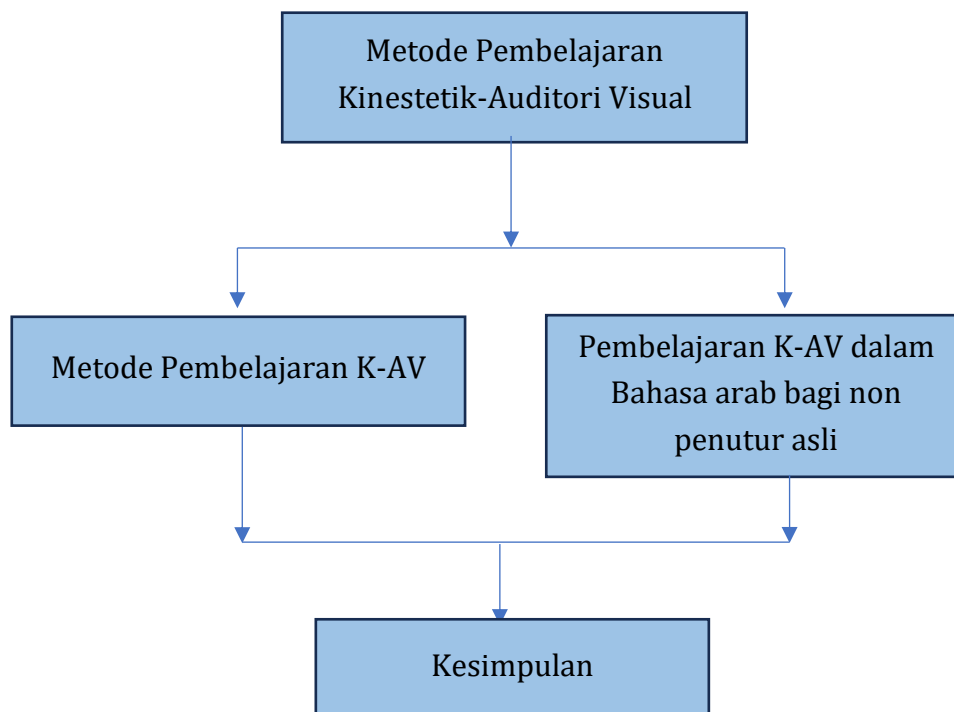 Metode Pembelajaran
Kinestetik-Auditori Visual
Metode Pembelajaran K-AV
Pembelajaran K-AV dalam
Bahasa arab bagi non
penutur asli
Kesimpulan